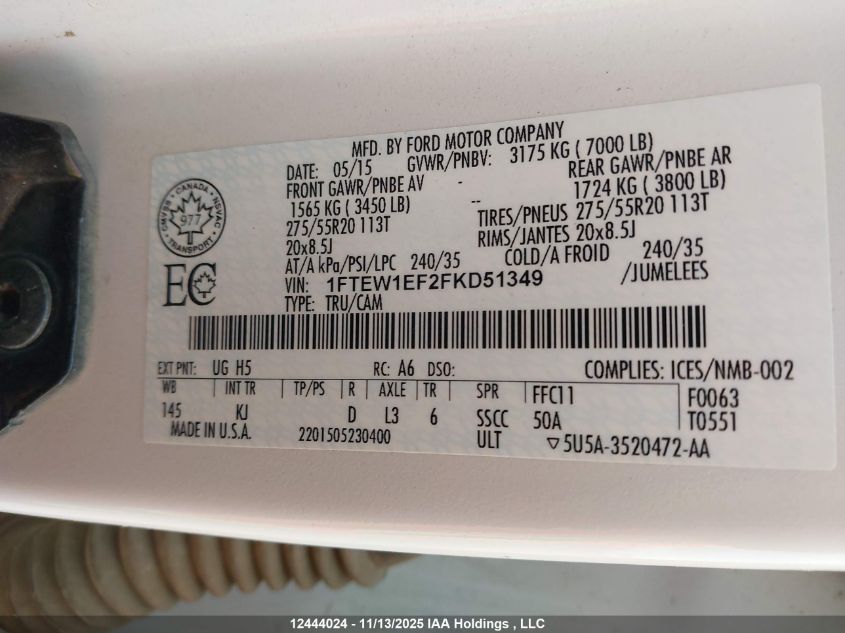 MFD. BY FORD MOTOR COMPANY
DATE: 05/15 GVWR/PNBV: 3175 KG ( 7000 LB)
FRONT GAWR/PNBE AV - REAR GAWR/PNBE AR
1565 KG ( 3450 LB) -- 1724 KG ( 3800 LB)
275/55R20 113T TIRES/PNEUS 275/55R20 113T
20x8.5J RIMS/JANTES 20x8.5J
AT/A kPa/PSI/LPC 240/35 COLD/A FROID 240/35
VIN: 1FTEW1EF2FKD51349 /JUMELEES
TYPE: TRU/CAM
CANADA
CMVSS NSVAC
977
TRANSPORT
EC
EXT PNT: UG H5 RC: A6 DSO: COMPLIES: ICES/NMB-002
WB INT TR TP/PS R AXLE TR SPR FFC11 F0063
145 KJ D L3 6 SSCC 50A T0551
MADE IN U.S.A. 2201505230400 ULT ▽5U5A-3520472-AA
12444024 - 11/13/2025 IAA Holdings , LLC